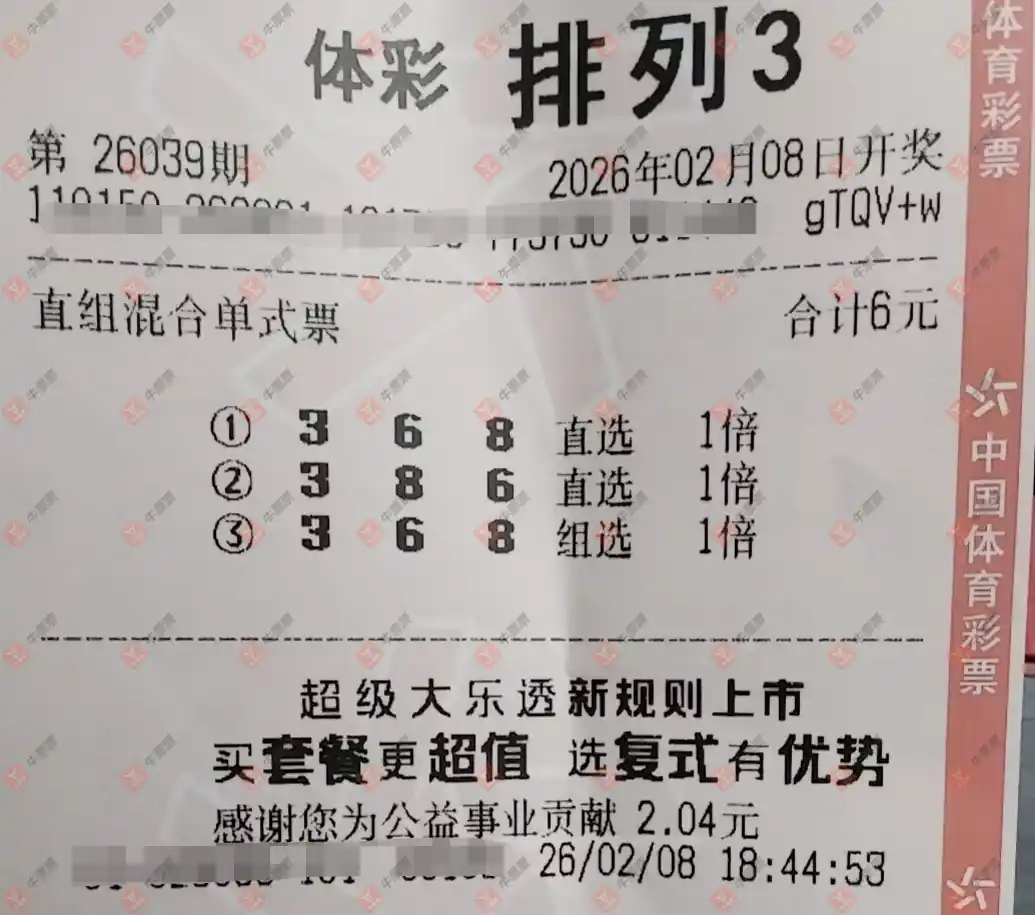 体彩 排列3
第 26039期 2026年02月08日开奖
gTQV+w
直组混合单式票 合计6元
① 3 6 8 直选 1倍
② 3 8 6 直选 1倍
③ 3 6 8 组选 1倍
超级大乐透新规则上市
买套餐更超值 选复式有优势
感谢您为公益事业贡献 2.04元
26/02/08 18:44:53
体育彩票
中国体育彩票
牛票票